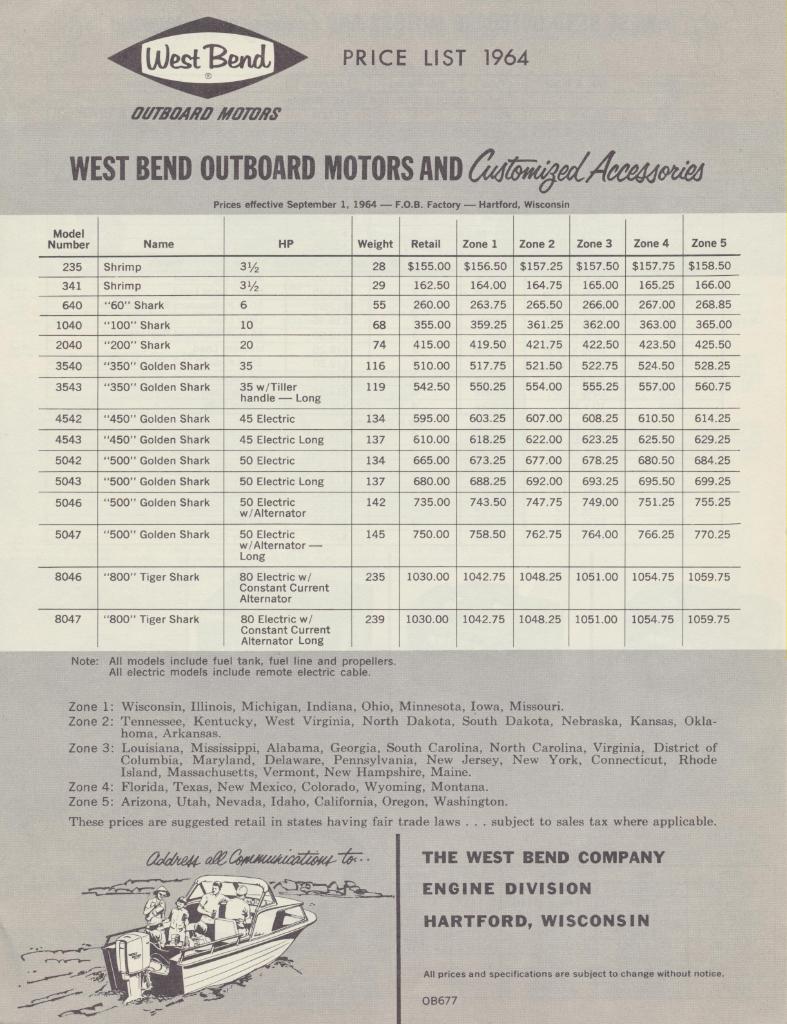 West Bend
®
OUTBOARD MOTORS
PRICE LIST 1964
WEST BEND OUTBOARD MOTORS AND Customized Accessories
Prices effective September 1, 1964 — F.O.B. Factory — Hartford, Wisconsin
Model Number Name HP Weight Retail Zone 1 Zone 2 Zone 3 Zone 4 Zone 5
235 Shrimp 3½ 28 $155.00 $156.50 $157.25 $157.50 $157.75 $158.50
341 Shrimp 3½ 29 162.50 164.00 164.75 165.00 165.25 166.00
640 "60" Shark 6 55 260.00 263.75 265.50 266.00 267.00 268.85
1040 "100" Shark 10 68 355.00 359.25 361.25 362.00 363.00 365.00
2040 "200" Shark 20 74 415.00 419.50 421.75 422.50 423.50 425.50
3540 "350" Golden Shark 35 116 510.00 517.75 521.50 522.75 524.50 528.25
3543 "350" Golden Shark 35 w/Tiller 119 542.50 550.25 554.00 555.25 557.00 560.75
handle — Long
4542 "450" Golden Shark 45 Electric 134 595.00 603.25 607.00 608.25 610.50 614.25
4543 "450" Golden Shark 45 Electric Long 137 610.00 618.25 622.00 623.25 625.50 629.25
5042 "500" Golden Shark 50 Electric 134 665.00 673.25 677.00 678.25 680.50 684.25
5043 "500" Golden Shark 50 Electric Long 137 680.00 688.25 692.00 693.25 695.50 699.25
5046 "500" Golden Shark 50 Electric 142 735.00 743.50 747.75 749.00 751.25 755.25
w/Alternator
5047 "500" Golden Shark 50 Electric 145 750.00 758.50 762.75 764.00 766.25 770.25
w/Alternator —
Long
8046 "800" Tiger Shark 80 Electric w/ 235 1030.00 1042.75 1048.25 1051.00 1054.75 1059.75
Constant Current
Alternator
8047 "800" Tiger Shark 80 Electric w/ 239 1030.00 1042.75 1048.25 1051.00 1054.75 1059.75
Constant Current
Alternator Long
Note: All models include fuel tank, fuel line and propellers.
All electric models include remote electric cable.
Zone 1: Wisconsin, Illinois, Michigan, Indiana, Ohio, Minnesota, Iowa, Missouri.
Zone 2: Tennessee, Kentucky, West Virginia, North Dakota, South Dakota, Nebraska, Kansas, Okla-
homa, Arkansas.
Zone 3: Louisiana, Mississippi, Alabama, Georgia, South Carolina, North Carolina, Virginia, District of
Columbia, Maryland, Delaware, Pennsylvania, New Jersey, New York, Connecticut, Rhode
Island, Massachusetts, Vermont, New Hampshire, Maine.
Zone 4: Florida, Texas, New Mexico, Colorado, Wyoming, Montana.
Zone 5: Arizona, Utah, Nevada, Idaho, California, Oregon, Washington.
These prices are suggested retail in states having fair trade laws . . . subject to sales tax where applicable.
Address all Communications to...
THE WEST BEND COMPANY
ENGINE DIVISION
HARTFORD, WISCONSIN
All prices and specifications are subject to change without notice.
OB677